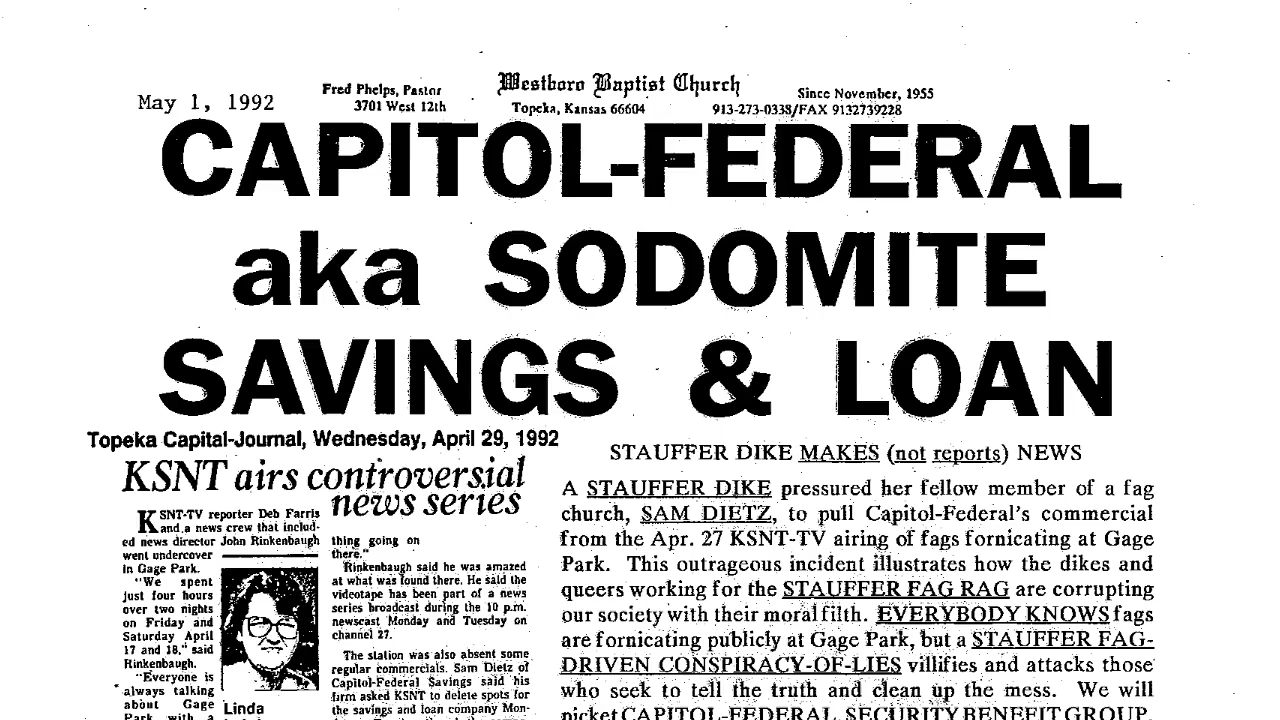 Westboro Baptist Church
Fred Phelps, Pastor
Since November, 1955
May 1, 1992
3701 West 12th
Topeka, Kansas 66604
913-273-0338/FAX 9132739228
CAPITOL-FEDERAL
aka SODOMITE
SAVINGS & LOAN
Topeka Capital-Journal, Wednesday, April 29, 1992
KSNT airs controversial
news series
KSNT-TV reporter Deb Farris
and a news crew that includ-
ed news director John Rinkenbaugh
went undercover
in Gage Park.
"We spent
just four hours
over two nights
on Friday and
Saturday April
17 and 18," said
Rinkenbaugh.
"Everyone is
always talking
about Gage
Park with a
Linda
thing going on
there."
Rinkenbaugh said he was amazed
at what was found there. He said the
videotape has been part of a news
series broadcast during the 10 p.m.
newscast Monday and Tuesday on
channel 27.
The station was also absent some
regular commercials. Sam Dietz of
Capitol-Federal Savings said his
firm asked KSNT to delete spots for
the savings and loan company Mon-
STAUFFER DIKE MAKES (not reports) NEWS
A STAUFFER DIKE pressured her fellow member of a fag
church, SAM DIETZ, to pull Capitol-Federal's commercial
from the Apr. 27 KSNT-TV airing of fags fornicating at Gage
Park. This outrageous incident illustrates how the dikes and
queers working for the STAUFFER FAG RAG are corrupting
our society with their moral filth. EVERYBODY KNOWS fags
are fornicating publicly at Gage Park, but a STAUFFER FAG-
DRIVEN CONSPIRACY-OF-LIES villifies and attacks those
who seek to tell the truth and clean up the mess. We will
picket CAPITOL-FEDERAL, SECURITY BENEFIT GROUP,